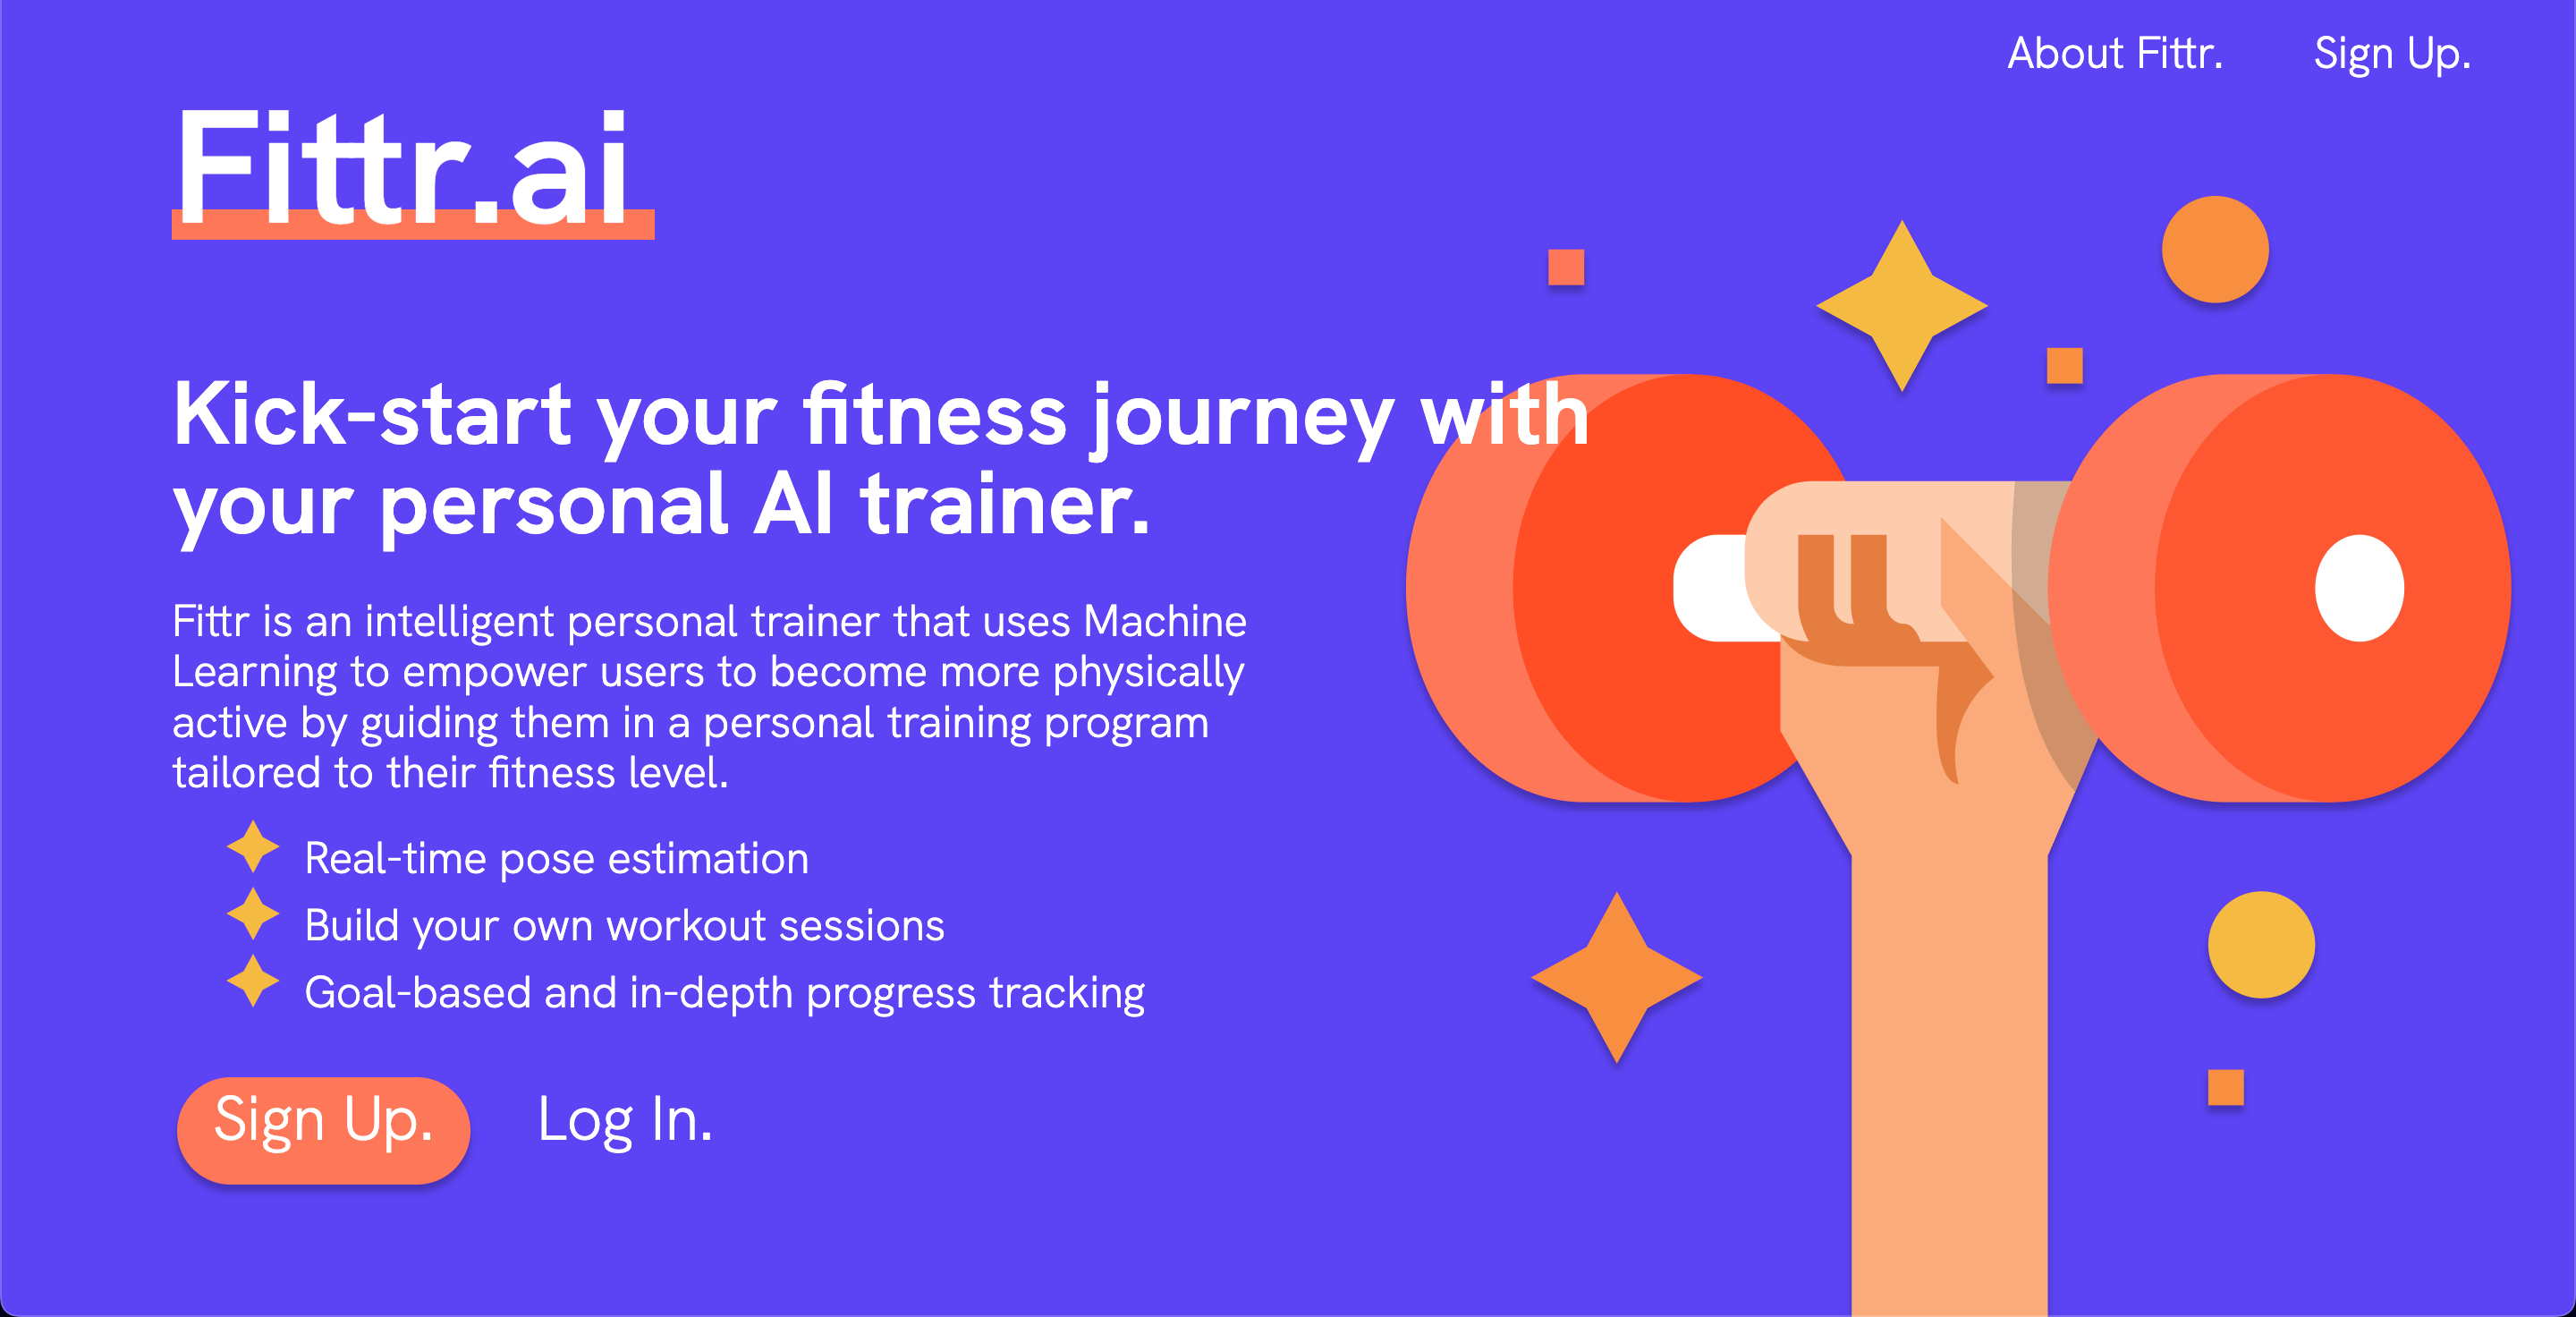 About Fittr. Sign Up.
Fittr.ai
Kick-start your fitness journey with
your personal AI trainer.
Fittr is an intelligent personal trainer that uses Machine
Learning to empower users to become more physically
active by guiding them in a personal training program
tailored to their fitness level.
Real-time pose estimation
Build your own workout sessions
Goal-based and in-depth progress tracking
Sign Up. Log In.